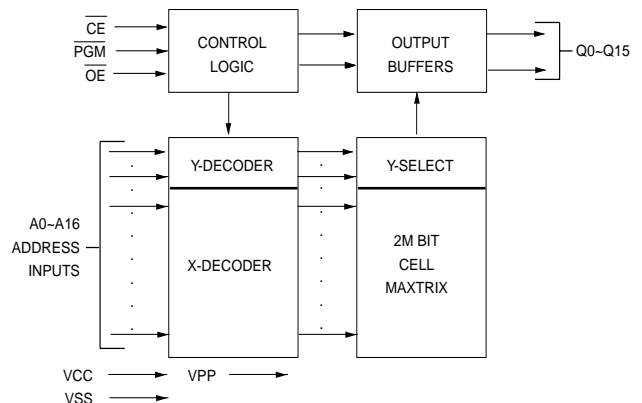 CE
PGM
OE
CONTROL
LOGIC
OUTPUT
BUFFERS
Q0~Q15
A0~A16
ADDRESS
INPUTS
Y-DECODER
X-DECODER
Y-SELECT
2M BIT
CELL
MAXTRIX
VCC
VPP
VSS